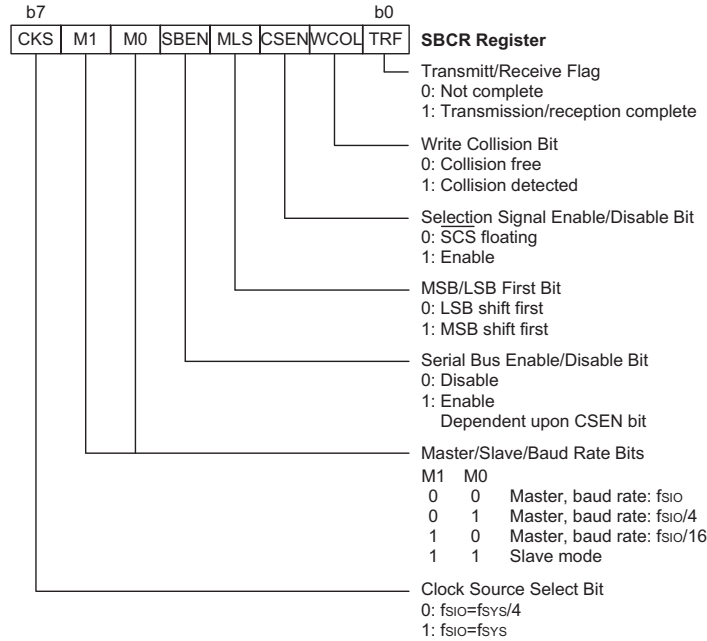 b7 b0
CKS M1 M0 SBEN MLS CSEN WCOL TRF SBCR Register
Transmitt/Receive Flag
0: Not complete
1: Transmission/reception complete
Write Collision Bit
0: Collision free
1: Collision detected
Selection Signal Enable/Disable Bit
0: S̅C̅S̅ floating
1: Enable
MSB/LSB First Bit
0: LSB shift first
1: MSB shift first
Serial Bus Enable/Disable Bit
0: Disable
1: Enable
Dependent upon CSEN bit
Master/Slave/Baud Rate Bits
M1 M0
0 0 Master, baud rate: fSIO
0 1 Master, baud rate: fSIO/4
1 0 Master, baud rate: fSIO/16
1 1 Slave mode
Clock Source Select Bit
0: fSIO=fSYS/4
1: fSIO=fSYS